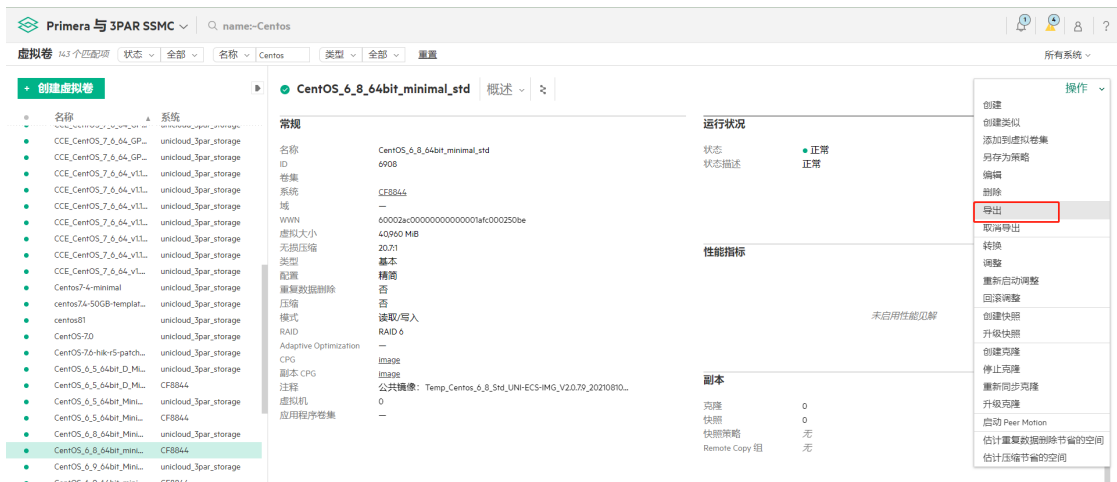 Primera 与 3PAR SSMC name:~Centos 1 4 ?
虚拟卷 143 个匹配项 状态 全部 名称 Centos 类型 全部 重置 所有系统
+ 创建虚拟卷
名称 系统
unicloud_3par_storage
CCE_CentOS_7_6_64_GP... unicloud_3par_storage
CCE_CentOS_7_6_64_GP... unicloud_3par_storage
CCE_CentOS_7_6_64_v1.1... unicloud_3par_storage
CCE_CentOS_7_6_64_v1.1... unicloud_3par_storage
CCE_CentOS_7_6_64_v1.1... unicloud_3par_storage
CCE_CentOS_7_6_64_v1.1... unicloud_3par_storage
CCE_CentOS_7_6_64_v1.1... unicloud_3par_storage
CCE_CentOS_7_6_64_v1.1... unicloud_3par_storage
CCE_CentOS_7_6_64_v1.... unicloud_3par_storage
Centos7-4-minimal unicloud_3par_storage
centos7.4-50GB-templat... unicloud_3par_storage
centos81 unicloud_3par_storage
CentOS-7.0 unicloud_3par_storage
CentOS-7.6-hik-r5-patch... unicloud_3par_storage
CentOS_6_5_64bit_D_Mi... unicloud_3par_storage
CentOS_6_5_64bit_D_Mi... CF8844
CentOS_6_5_64bit_Mini... unicloud_3par_storage
CentOS_6_5_64bit_Mini... CF8844
CentOS_6_8_64bit_Mini... unicloud_3par_storage
CentOS_6_8_64bit_mini... CF8844
CentOS_6_9_64bit_Mini... unicloud_3par_storage
CentOS_6_8_64bit_minimal_std 概述
常规
名称 CentOS_6_8_64bit_minimal_std
ID 6908
卷集
系统 CF8844
域 —
WWN 60002ac00000000000001afc000250be
虚拟大小 40,960 MiB
无损压缩 20.7:1
类型 基本
配置 精简
重复数据删除 否
压缩 否
模式 读取/写入
RAID RAID 6
Adaptive Optimization —
CPG image
副本 CPG image
注释 公共镜像：Temp_Centos_6_8_Std_UNI-ECS-IMG_V2.0.7.9_20210810...
虚拟机 0
应用程序卷集 —
运行状况
状态 正常
状态描述 正常
性能指标
未启用性能见解
副本
克隆 0
快照 0
快照策略 无
Remote Copy 组 无
操作
创建
创建类似
添加到虚拟卷集
另存为策略
编辑
删除
导出
取消导出
转换
调整
重新启动调整
回滚调整
创建快照
升级快照
创建克隆
停止克隆
重新同步克隆
升级克隆
启动 Peer Motion
估计重复数据删除节省的空间
估计压缩节省的空间